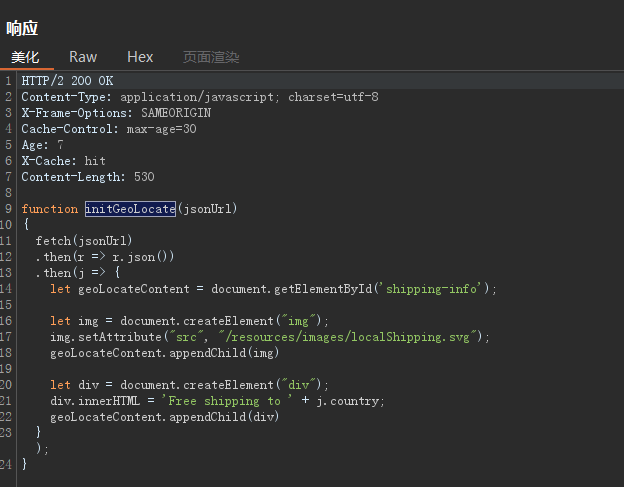 响应
美化 Raw Hex 页面渲染
1 HTTP/2 200 OK
2 Content-Type: application/javascript; charset=utf-8
3 X-Frame-Options: SAMEORIGIN
4 Cache-Control: max-age=30
5 Age: 7
6 X-Cache: hit
7 Content-Length: 530
8
9 function initGeoLocate(jsonUrl)
10 {
11 fetch(jsonUrl)
12 .then(r => r.json())
13 .then(j => {
14 let geoLocateContent = document.getElementById('shipping-info');
15
16 let img = document.createElement("img");
17 img.setAttribute("src", "/resources/images/localShipping.svg");
18 geoLocateContent.appendChild(img)
19
20 let div = document.createElement("div");
21 div.innerHTML = 'Free shipping to ' + j.country;
22 geoLocateContent.appendChild(div)
23 }
);
24 }